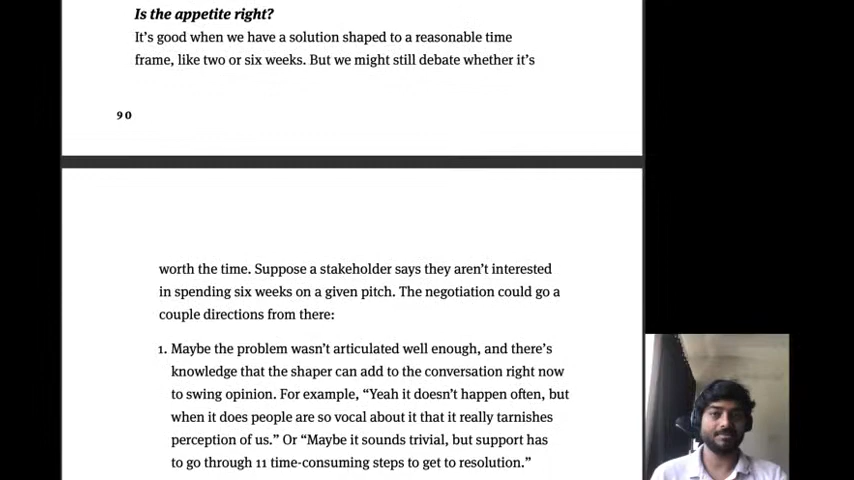 Is the appetite right?
It’s good when we have a solution shaped to a reasonable time
frame, like two or six weeks. But we might still debate whether it’s
90
worth the time. Suppose a stakeholder says they aren’t interested
in spending six weeks on a given pitch. The negotiation could go a
couple directions from there:
1. Maybe the problem wasn’t articulated well enough, and there’s
knowledge that the shaper can add to the conversation right now
to swing opinion. For example, “Yeah it doesn’t happen often, but
when it does people are so vocal about it that it really tarnishes
perception of us.” Or “Maybe it sounds trivial, but support has
to go through 11 time-consuming steps to get to resolution.”